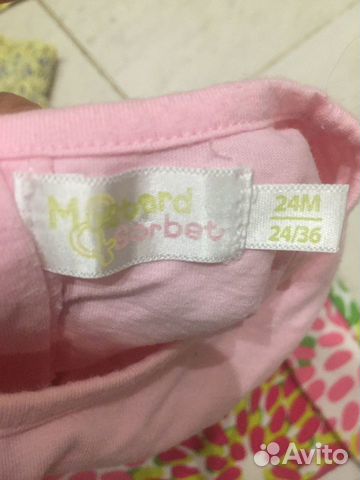 Mustard
sorbet
24M
24/36
Avito